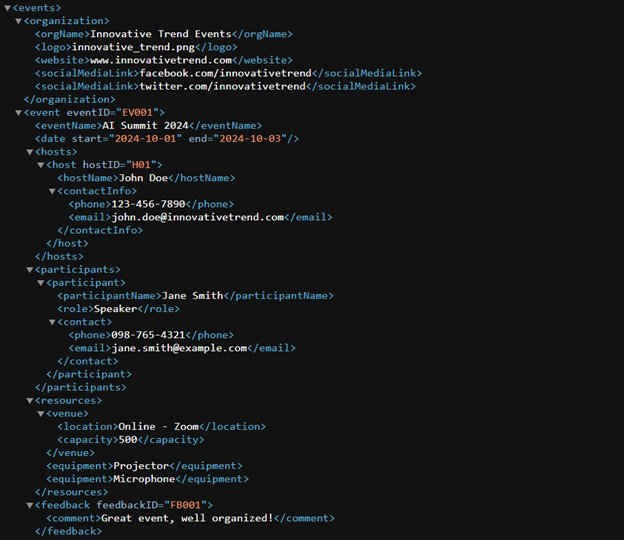 <events>
<organization>
<orgName>Innovative Trend Events</orgName>
<logo>innovative_trend.png</logo>
<website>www.innovativetrend.com</website>
<socialMediaLink>facebook.com/innovativetrend</socialMediaLink>
<socialMediaLink>twitter.com/innovativetrend</socialMediaLink>
</organization>
<event eventID="EV001">
<eventName>AI Summit 2024</eventName>
<date start="2024-10-01" end="2024-10-03"/>
<hosts>
<host hostID="H01">
<hostName>John Doe</hostName>
<contactInfo>
<phone>123-456-7890</phone>
<email>john.doe@innovativetrend.com</email>
</contactInfo>
</host>
</hosts>
<participants>
<participant>
<participantName>Jane Smith</participantName>
<role>Speaker</role>
<contact>
<phone>098-765-4321</phone>
<email>jane.smith@example.com</email>
</contact>
</participant>
</participants>
<resources>
<venue>
<location>Online - Zoom</location>
<capacity>500</capacity>
</venue>
<equipment>Projector</equipment>
<equipment>Microphone</equipment>
</resources>
<feedback feedbackID="FB001">
<comment>Great event, well organized!</comment>
</feedback>